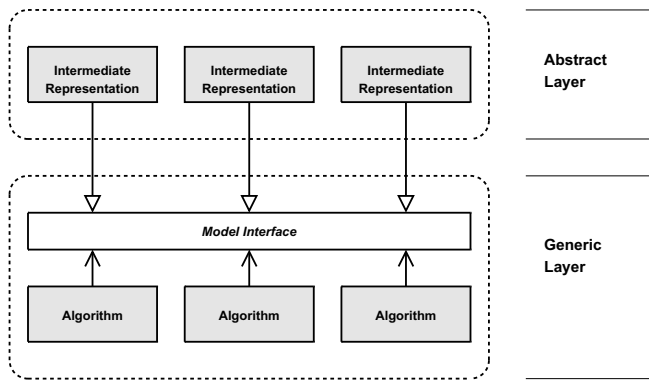 Intermediate
Representation
Intermediate
Representation
Intermediate
Representation
Abstract
Layer
Model Interface
Generic
Layer
Algorithm
Algorithm
Algorithm